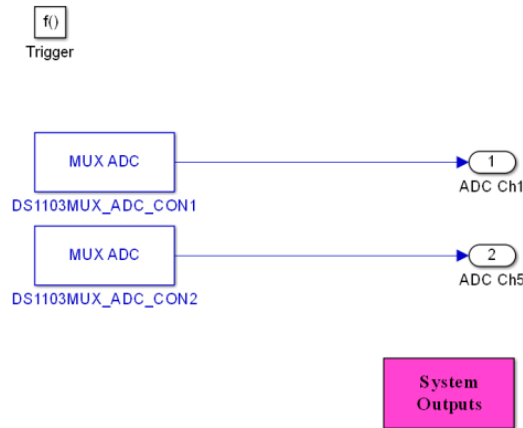 f()
Trigger
MUX ADC
1
ADC Ch1
DS1103MUX_ADC_CON1
MUX ADC
2
DS1103MUX_ADC_CON2
ADC Ch5
System
Outputs